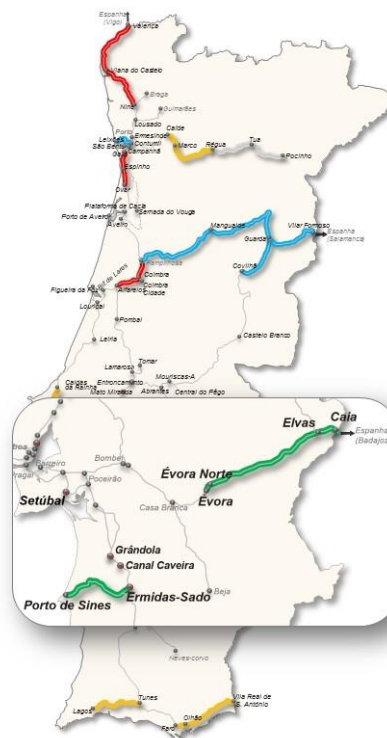 Espanha
(Vigo)
Valença
Viana do Castelo
Braga
Nine
Guimarães
Lousado
Porto
Ermesinde
Caíde
Leixões
Contumil
São Bento
Campanhã
Marco
Régua
Tua
Pocinho
Gaia
Espinho
Ovar
Plataforma de Cacia
Porto de Aveiro
Sernada do Vouga
Aveiro
Mangualde
Guarda
Vilar Formoso
Espanha
(Salamanca)
Pampilhosa
Covilhã
Coimbra
Coimbra
Cidade
Figueira da Foz
Alfarelos
Louriçal
Pombal
Leiria
Castelo Branco
Tomar
Lamarosa
Mouriscas-A
Entroncamento
Mato Miranda
Abrantes
Central do Pego
Caldas
da Rainha
Caia
Elvas
Espanha
(Badajoz)
Bombel
Évora Norte
Poceirão
Setúbal
Évora
Casa Branca
Grândola
Canal Caveira
Porto de Sines
Ermidas-Sado
Beja
Neves-corvo
Lagos
Tunes
Faro
Olhão
Vila Real de
S. António